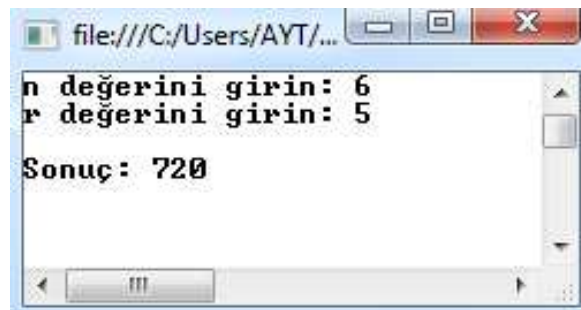 file:///C:/Users/AYT/...
n değerini girin: 6
r değerini girin: 5
Sonuç: 720